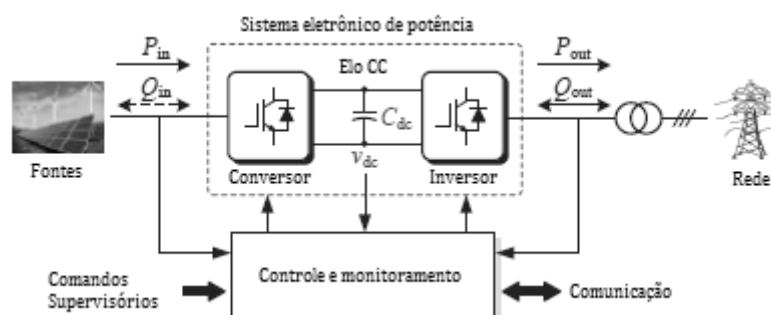 Sistema eletrônico de potência
P_in
P_out
Q_in
Elo CC
Q_out
C_dc
v_dc
Fontes
Conversor
Inversor
Rede
Controle e monitoramento
Comandos
Supervisórios
Comunicação